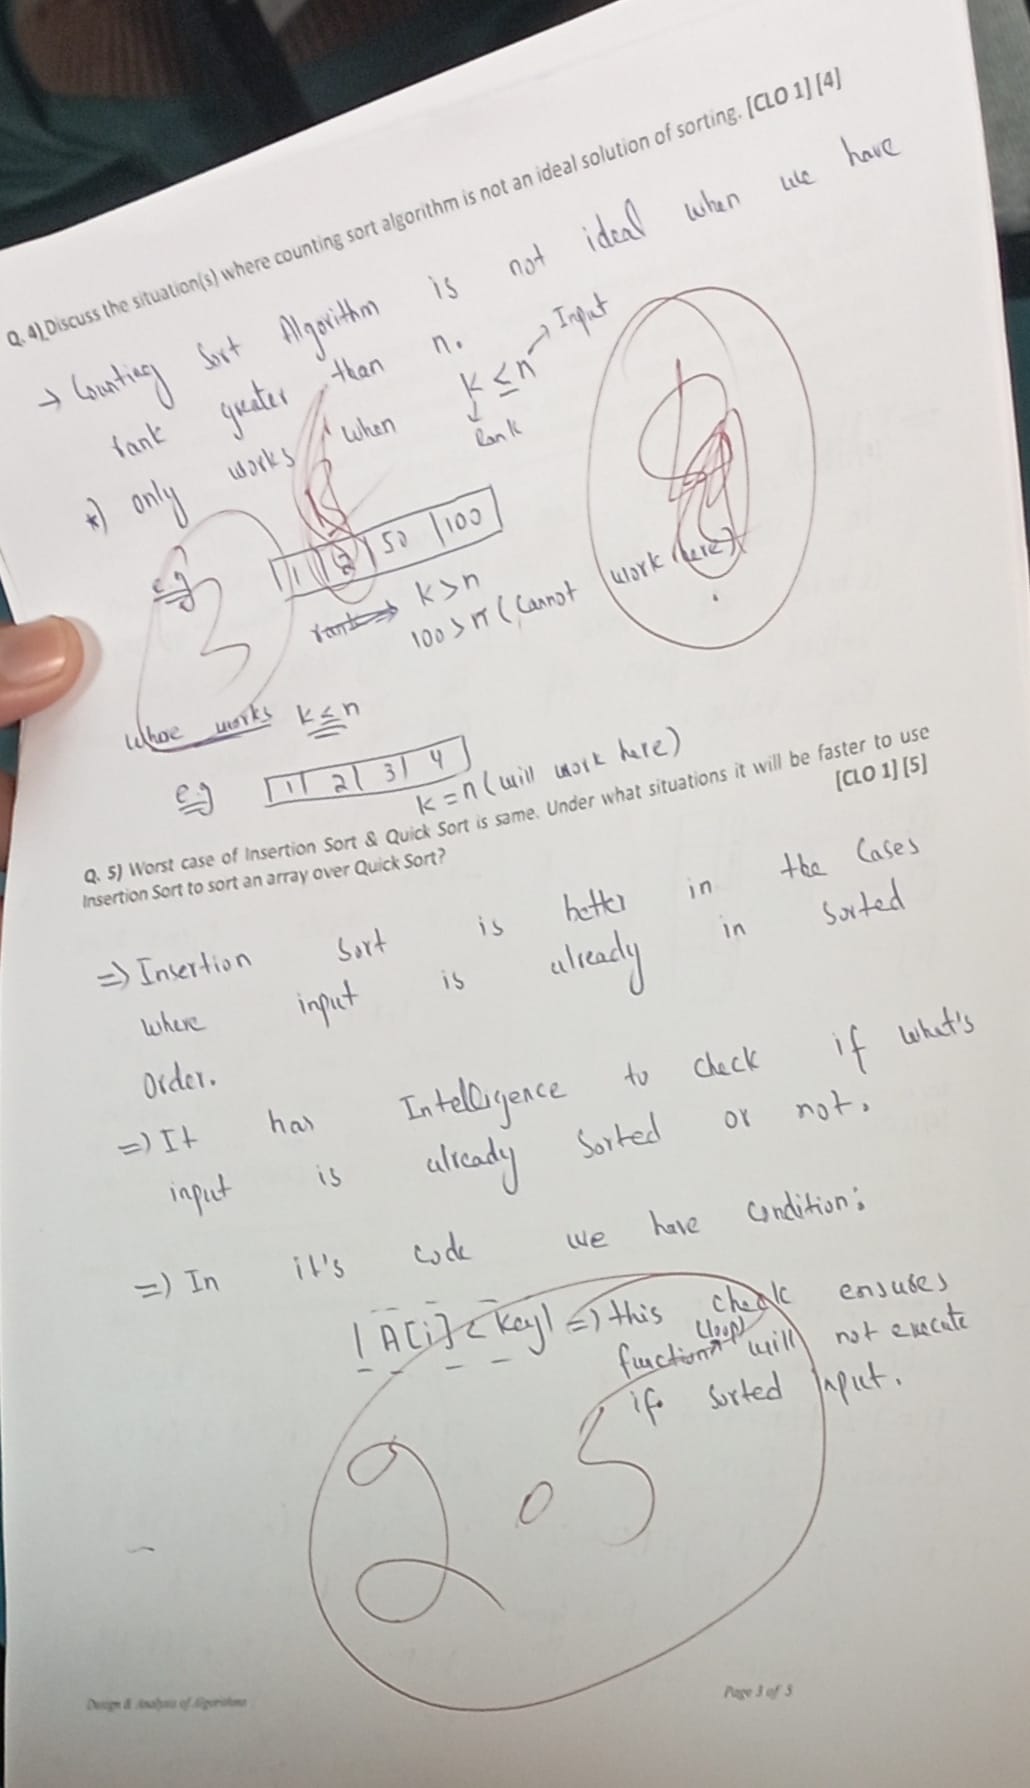 Q. 4) Discuss the situation(s) where counting sort algorithm is not an ideal solution of sorting. [CLO 1] [4]
→ Counting Sort Algorithm is not ideal when we have
rank greater than n.
*) only works when k ≤ n → Input
↓
Rank
e.g
1 | 2 | 50 | 100
k > n
100 > n (Cannot work here)
3
works k ≤ n
e.g
1 | 2 | 3 | 4
k = n (will work here)
Q. 5) Worst case of Insertion Sort & Quick Sort is same. Under what situations it will be faster to use
Insertion Sort to sort an array over Quick Sort?
[CLO 1] [5]
⇒ Insertion Sort is better in the Cases
where input is already in sorted
Order.
⇒ It has Intelligence to check if what's
input is already Sorted or not.
⇒ In it's code we have Condition:
| A[i] < Key | ⇒ this check ensures
(loop)
function will not execute
if sorted input.
2.5
Design & Analysis of Algorithms
Page 3 of 5